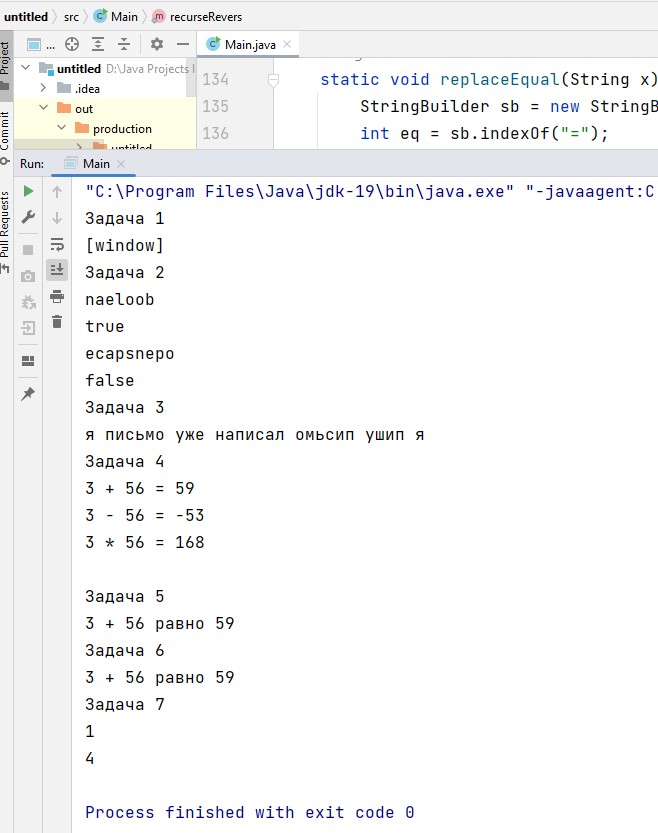 untitled src Main recurseRevers
Project
... Main.java
untitled D:\Java Projects
.idea
out
production
untitled
134 static void replaceEqual(String x)
135 StringBuilder sb = new StringB
136 int eq = sb.indexOf("=");
Commit
Pull Requests
Run: Main
"C:\Program Files\Java\jdk-19\bin\java.exe" "-javaagent:C
Задача 1
[window]
Задача 2
naeloob
true
ecapsnepo
false
Задача 3
я письмо уже написал омьсип ушип я
Задача 4
3 + 56 = 59
3 - 56 = -53
3 * 56 = 168
Задача 5
3 + 56 равно 59
Задача 6
3 + 56 равно 59
Задача 7
1
4
Process finished with exit code 0